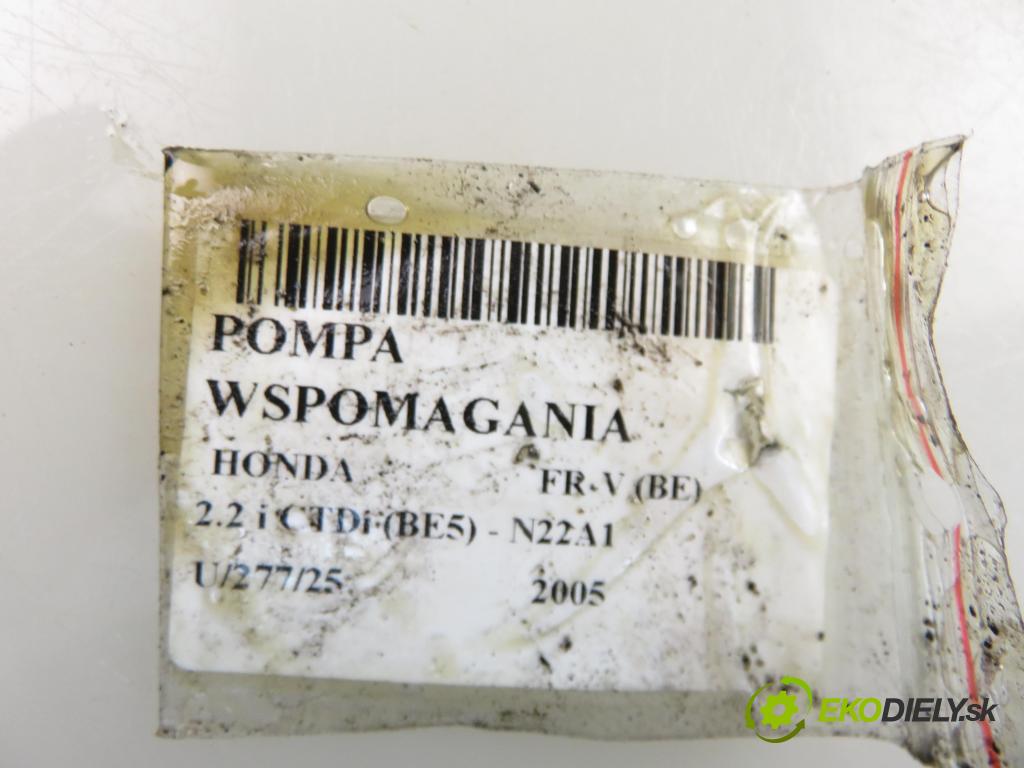 POMPA
WSPOMAGANIA
HONDA FR-V (BE)
2.2 i CTDi (BE5) - N22A1
U/277/25 2005
EKODIELY.sk